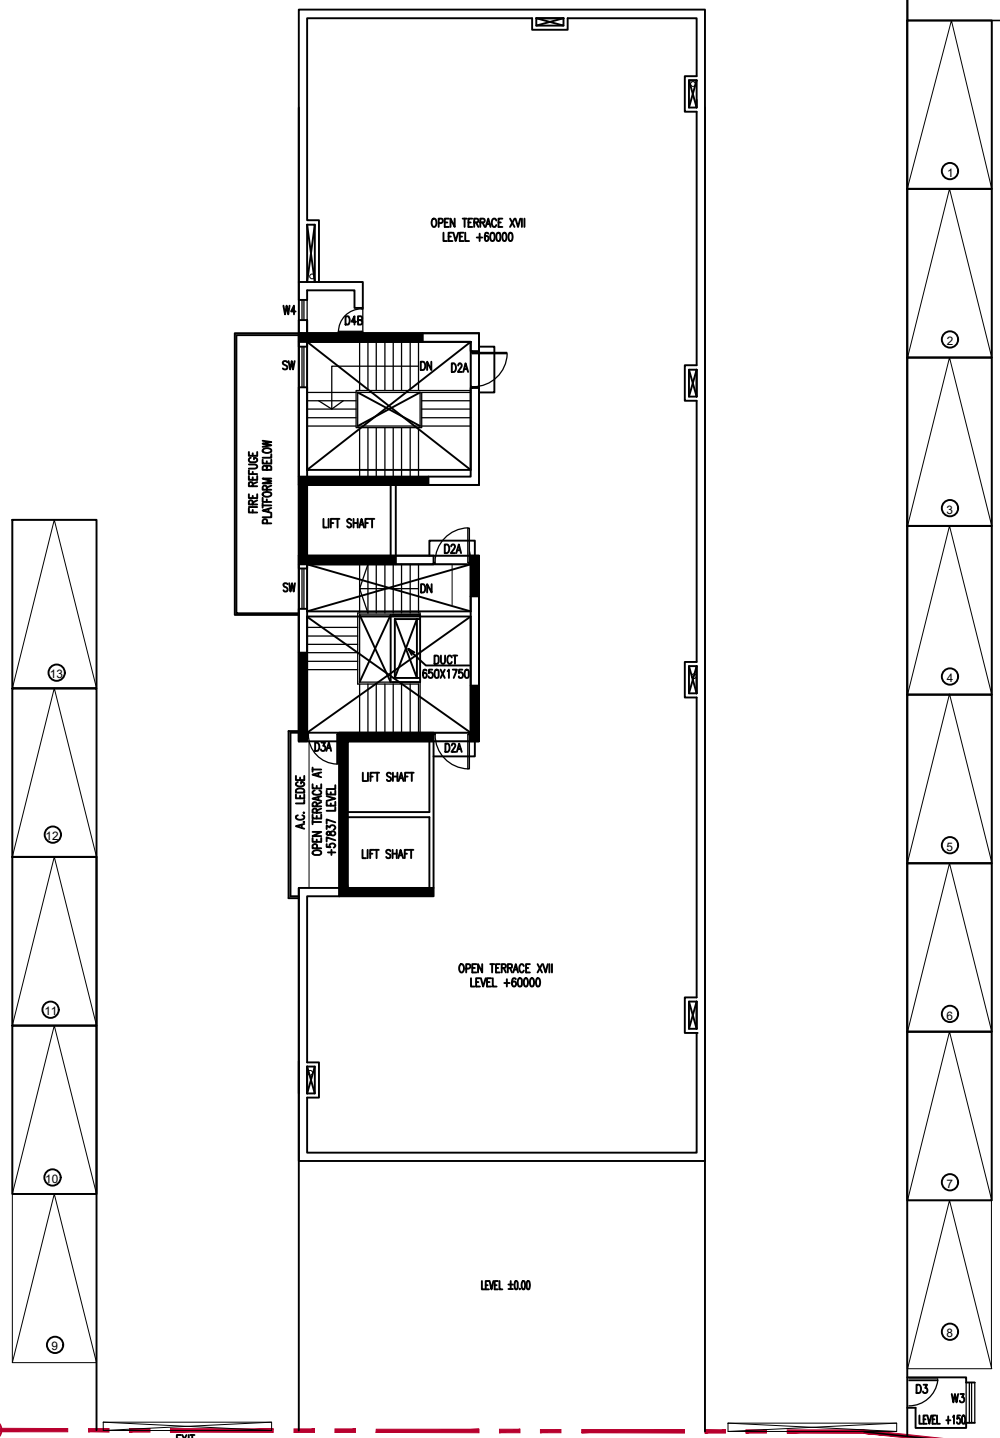 1
OPEN TERRACE XVII
LEVEL +60000
W4
D4B
2
SW
DN
D2A
FIRE REFUGE
PLATFORM BELOW
3
LIFT SHAFT
D2A
SW
DN
DUCT
650X1750
13
4
D3A
D2A
A.C. LEDGE
OPEN TERRACE AT
+57837 LEVEL
LIFT SHAFT
12
5
LIFT SHAFT
OPEN TERRACE XVII
LEVEL +60000
11
6
10
7
LEVEL ±0.00
9
8
D3
W3
LEVEL +150
EXIT